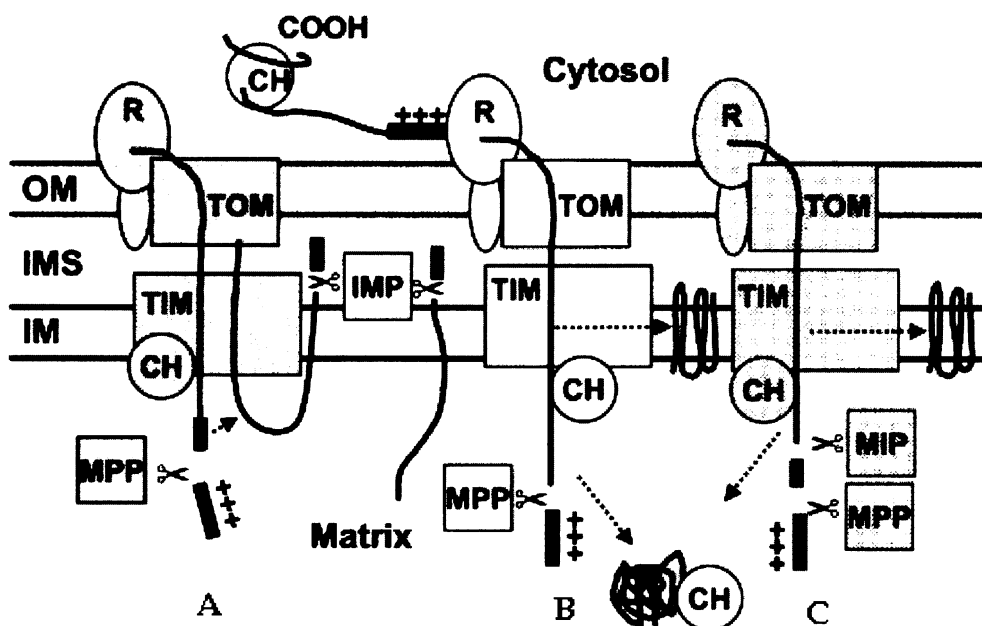 COOH
CH
Cytosol
+++
R
R
R
OM
TOM
TOM
TOM
IMS
TIM
IMP
TIM
TIM
IM
CH
CH
CH
MPP
MPP
MIP
MPP
+++
+++
+++
Matrix
CH
A
B
C